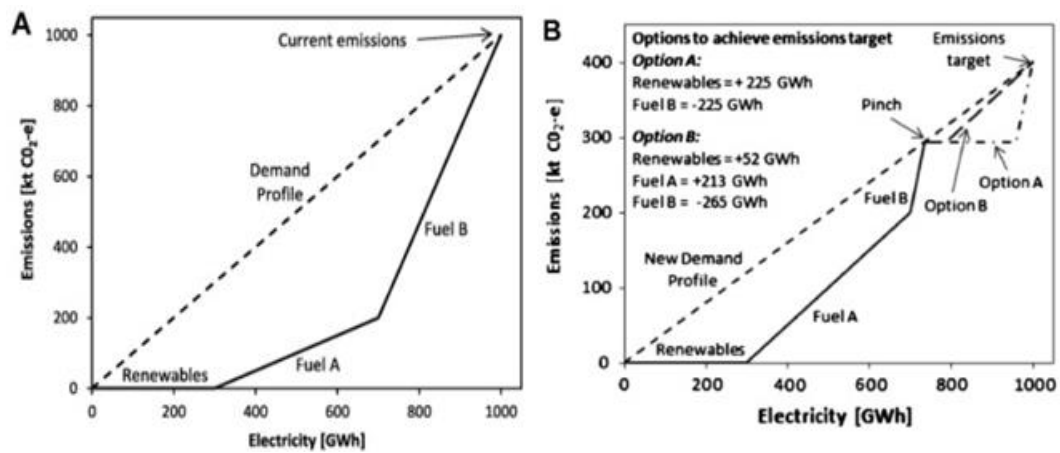 A
1000
800
600
400
200
0
Emissions [kt CO₂-e]
Current emissions
Demand
Profile
Fuel B
Fuel A
Renewables
0 200 400 600 800 1000
Electricity [GWh]
B
400
300
200
100
0
Emissions [kt CO₂-e]
Options to achieve emissions target
Option A:
Renewables = + 225 GWh
Fuel B = -225 GWh
Option B:
Renewables = +52 GWh
Fuel A = +213 GWh
Fuel B = -265 GWh
Emissions
target
Pinch
Option A
Fuel B
Option B
New Demand
Profile
Fuel A
Renewables
0 200 400 600 800 1000
Electricity [GWh]